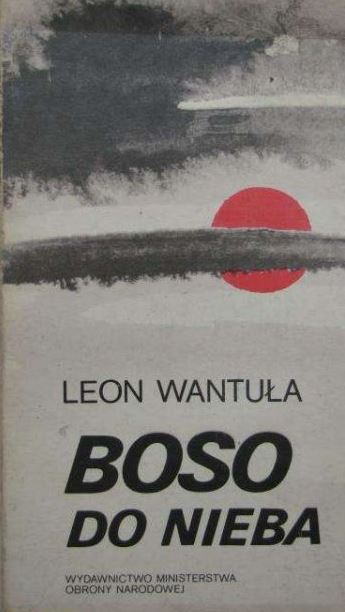 LEON WANTUŁA
BOSO
DO NIEBA
WYDAWNICTWO MINISTERSTWA
OBRONY NARODOWEJ